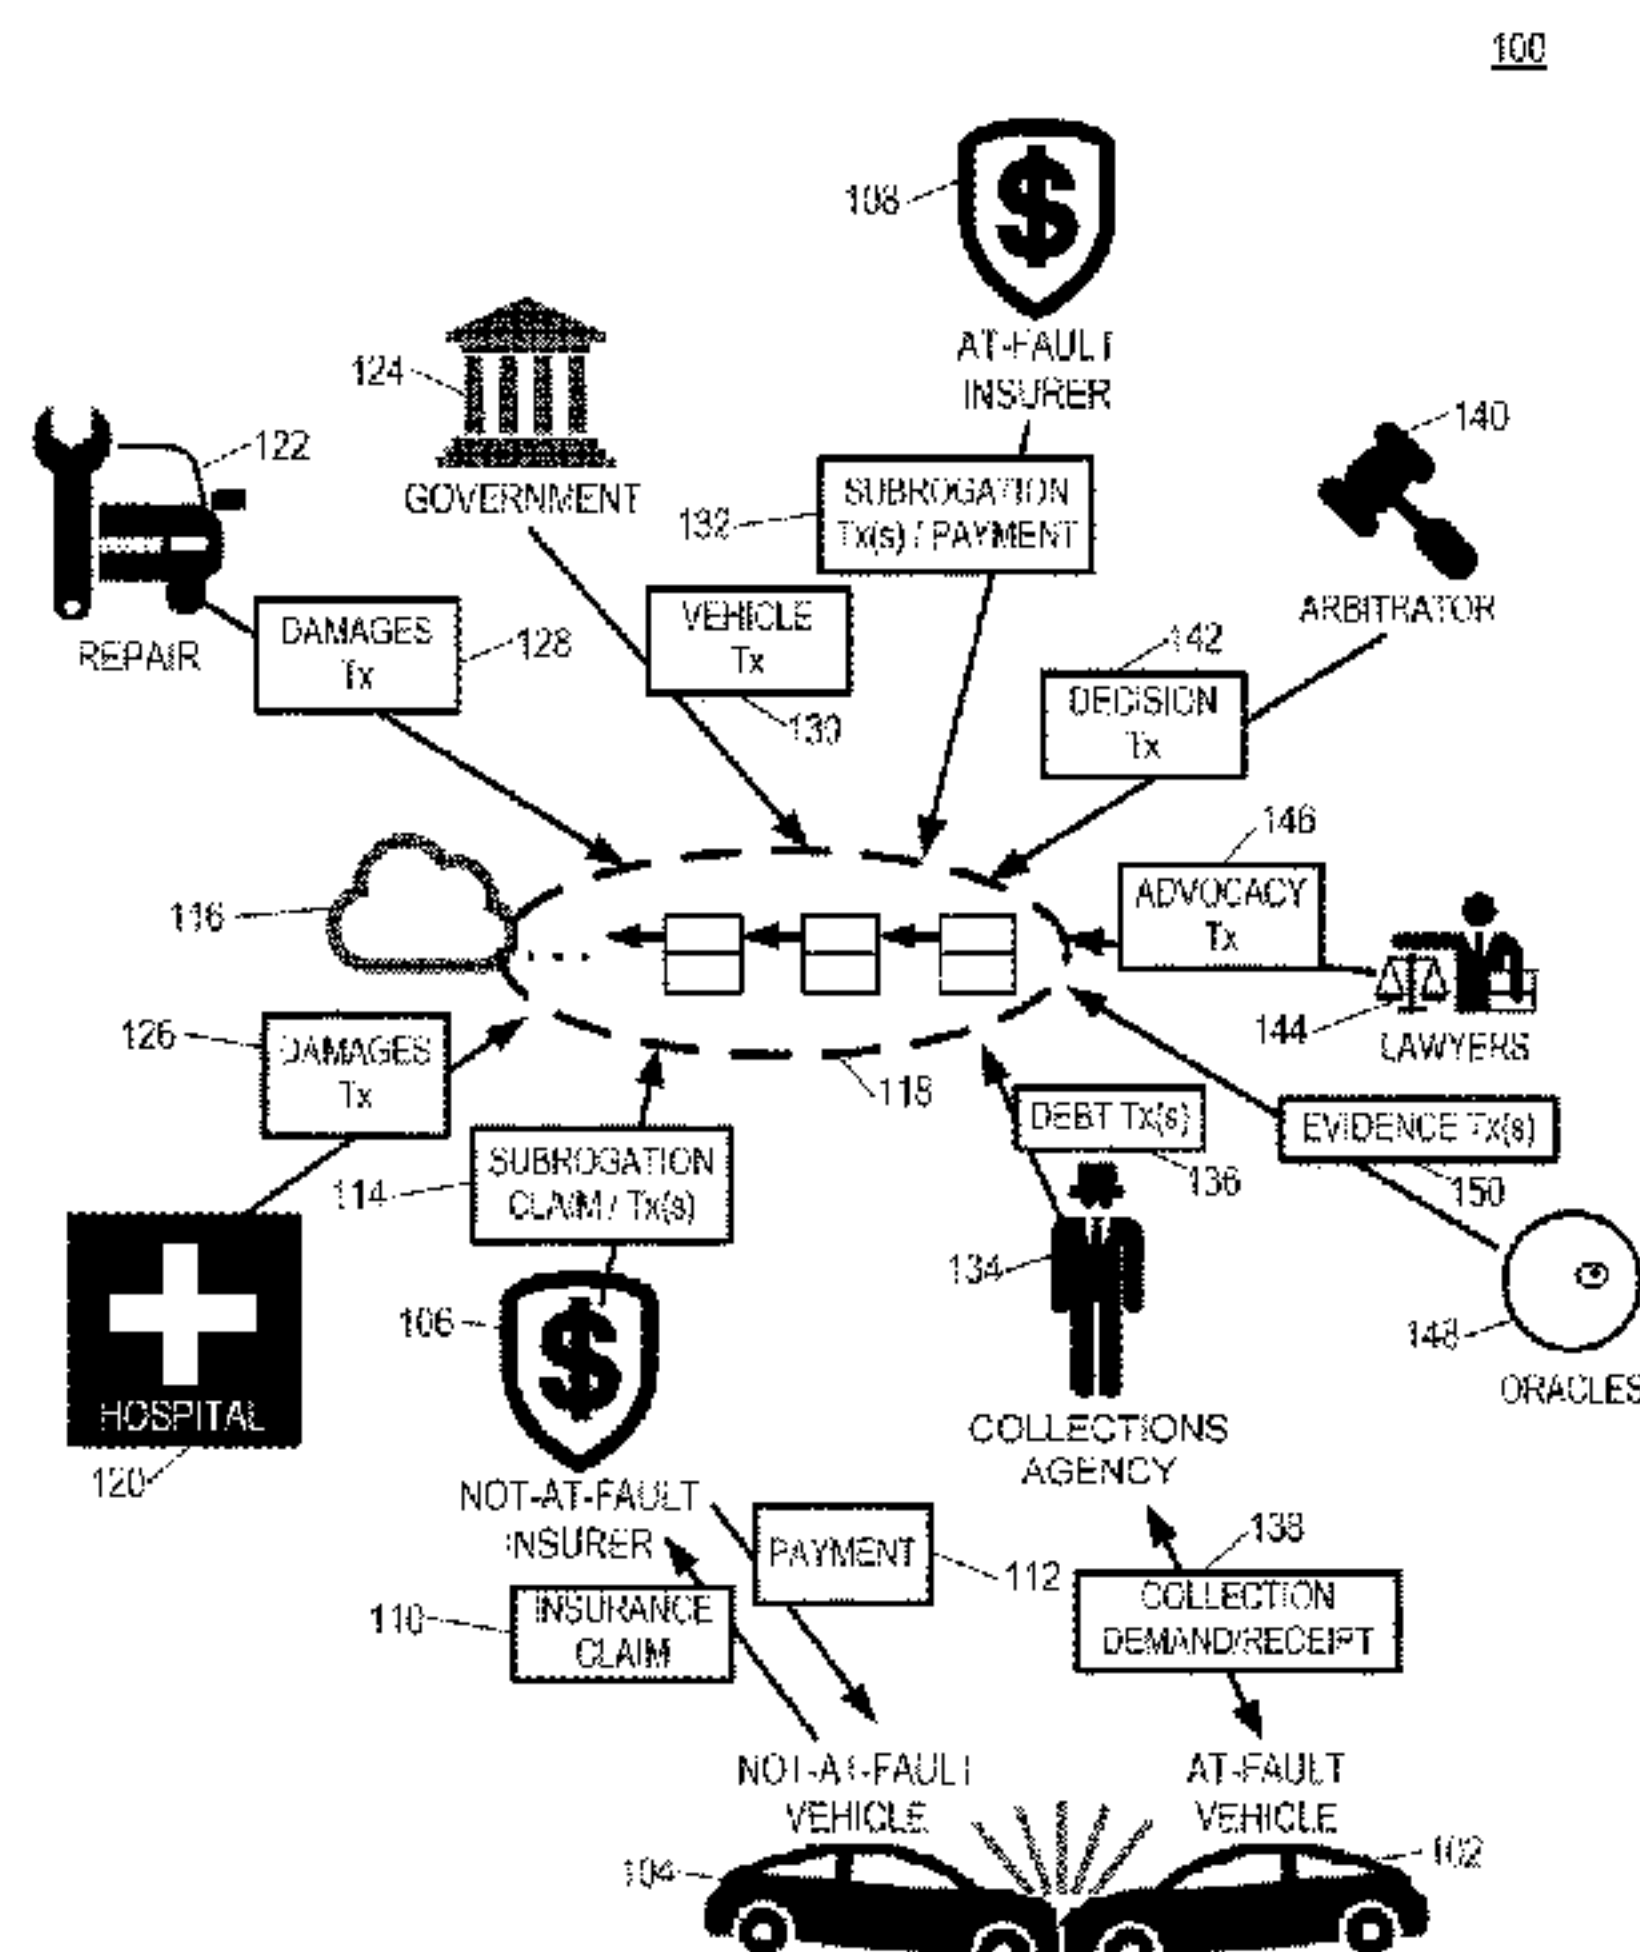 100
108
AT-FAULT
INSURER
124
GOVERNMENT
122
REPAIR
140
ARBITRATOR
132
SUBROGATION
Tx(s) / PAYMENT
VEHICLE
Tx
130
DAMAGES
Tx
128
142
DECISION
Tx
146
ADVOCACY
Tx
116
144
LAWYERS
126
DAMAGES
Tx
118
DEBT Tx(s)
136
EVIDENCE Tx(s)
150
114
SUBROGATION
CLAIM / Tx(s)
134
148
ORACLES
106
HOSPITAL
120
COLLECTIONS
AGENCY
NOT-AT-FAULT
INSURER
PAYMENT
112
138
COLLECTION
DEMAND/RECEIPT
110
INSURANCE
CLAIM
NOT-AT-FAULT
VEHICLE
AT-FAULT
VEHICLE
104
102